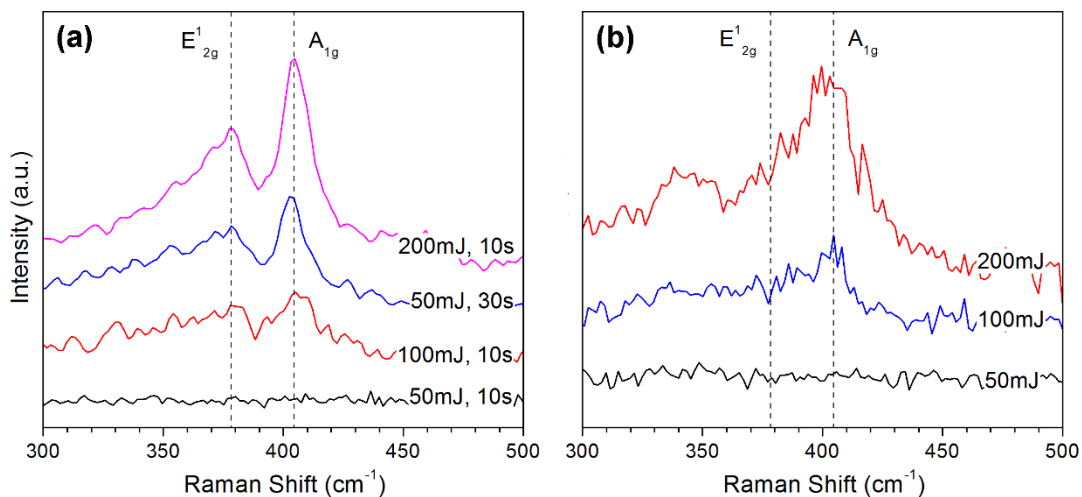 (a)
E¹₂g
A₁g
200mJ, 10s
50mJ, 30s
100mJ, 10s
50mJ, 10s
300
350
400
450
500
Raman Shift (cm⁻¹)
Intensity (a.u.)
(b)
E¹₂g
A₁g
200mJ
100mJ
50mJ
300
350
400
450
500
Raman Shift (cm⁻¹)